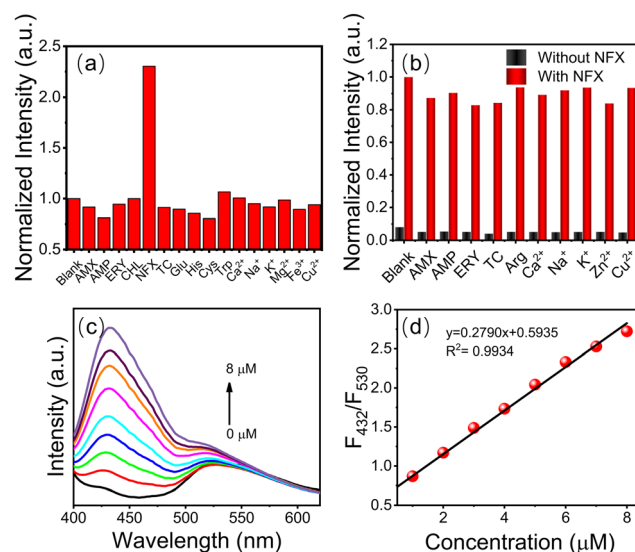 (a)
Normalized Intensity (a.u.)
2.5
2.0
1.5
1.0
0.5
Blank
AMX
AMP
ERY
CHL
NFX
TC
Glu
His
Cys
Trp
Ca²⁺
Na⁺
K⁺
Mg²⁺
Fe³⁺
Cu²⁺
(b)
Without NFX
With NFX
Normalized Intensity (a.u.)
1.2
1.0
0.8
0.6
0.4
0.2
0.0
Blank
AMX
AMP
ERY
TC
Arg
Ca²⁺
Na⁺
K⁺
Zn²⁺
Cu²⁺
(c)
Intensity (a.u.)
8 μM
0 μM
400
450
500
550
600
Wavelength (nm)
(d)
y=0.2790x+0.5935
R²= 0.9934
F₄₃₂/F₅₃₀
3.0
2.5
2.0
1.5
1.0
0.5
2
4
6
8
Concentration (μM)